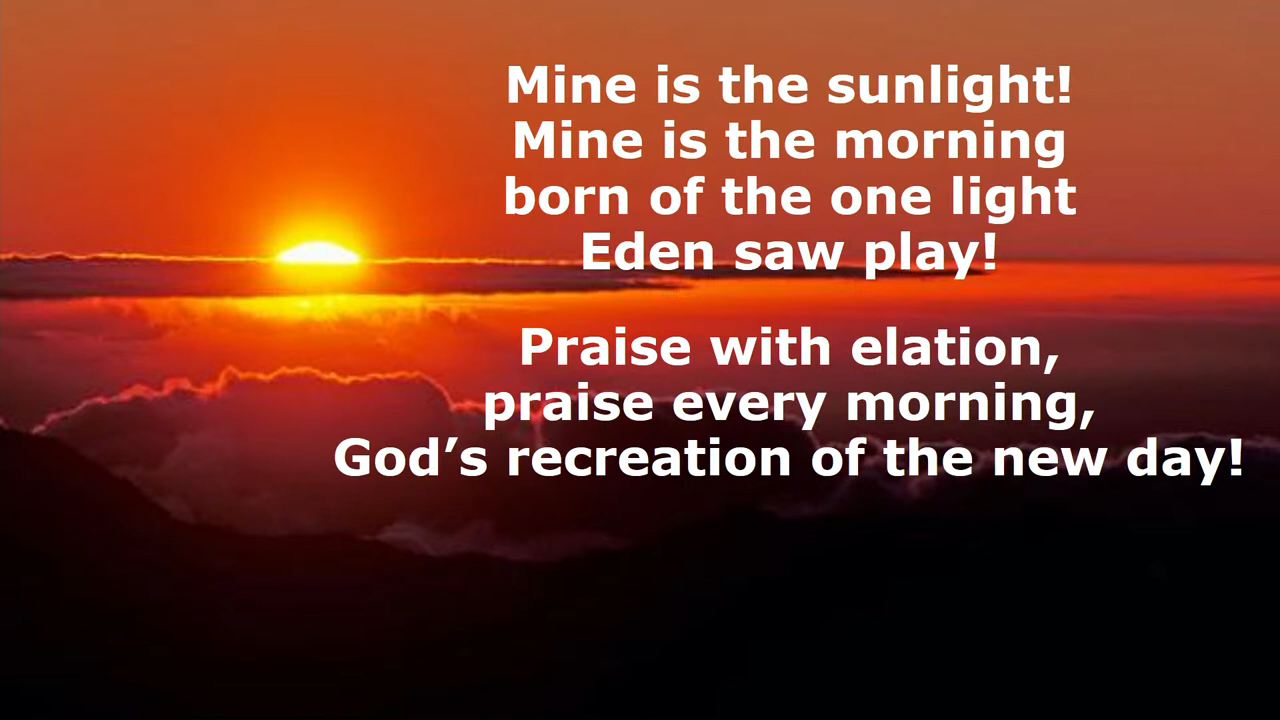 Mine is the sunlight!
Mine is the morning
born of the one light
Eden saw play!
Praise with elation,
praise every morning,
God’s recreation of the new day!